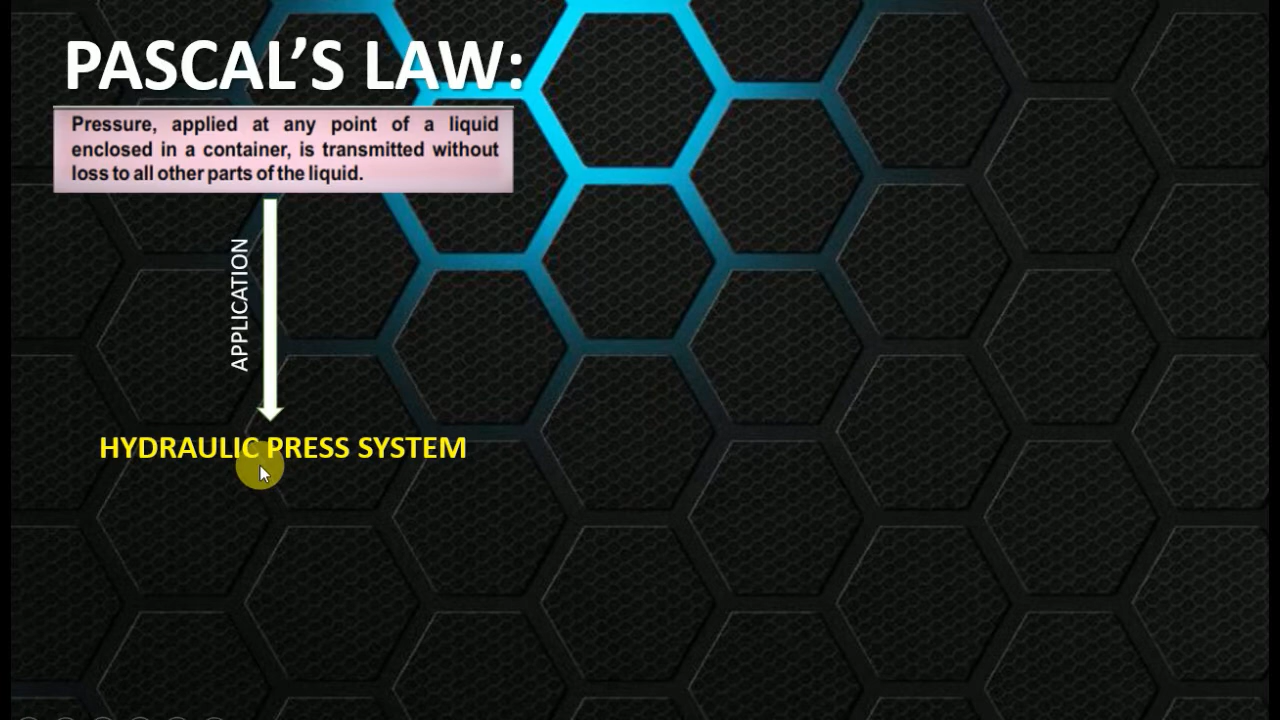 PASCAL’S LAW:
Pressure, applied at any point of a liquid
enclosed in a container, is transmitted without
loss to all other parts of the liquid.
APPLICATION
HYDRAULIC PRESS SYSTEM